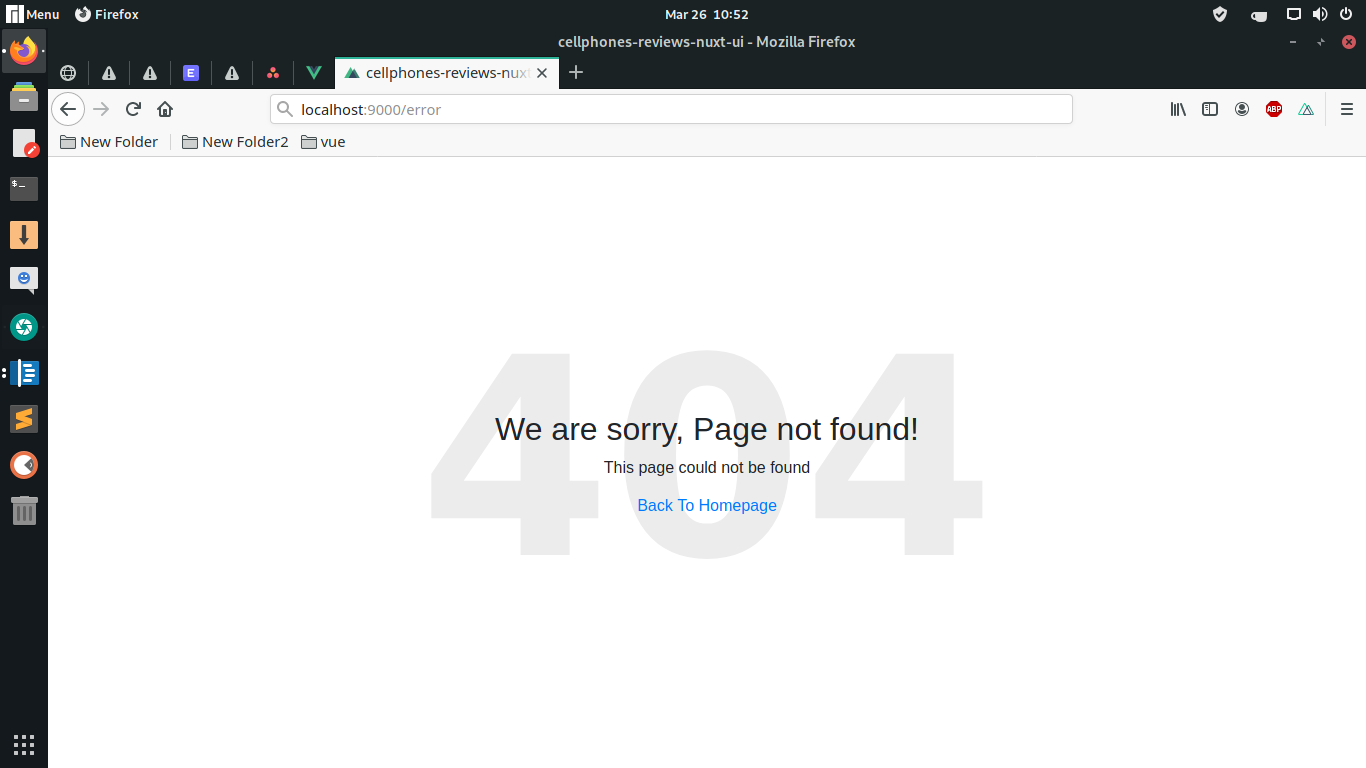 Menu Firefox Mar 26 10:52
cellphones-reviews-nuxt-ui - Mozilla Firefox
E cellphones-reviews-nuxt
localhost:9000/error ABP
New Folder New Folder2 vue
$_
404
We are sorry, Page not found!
This page could not be found
Back To Homepage